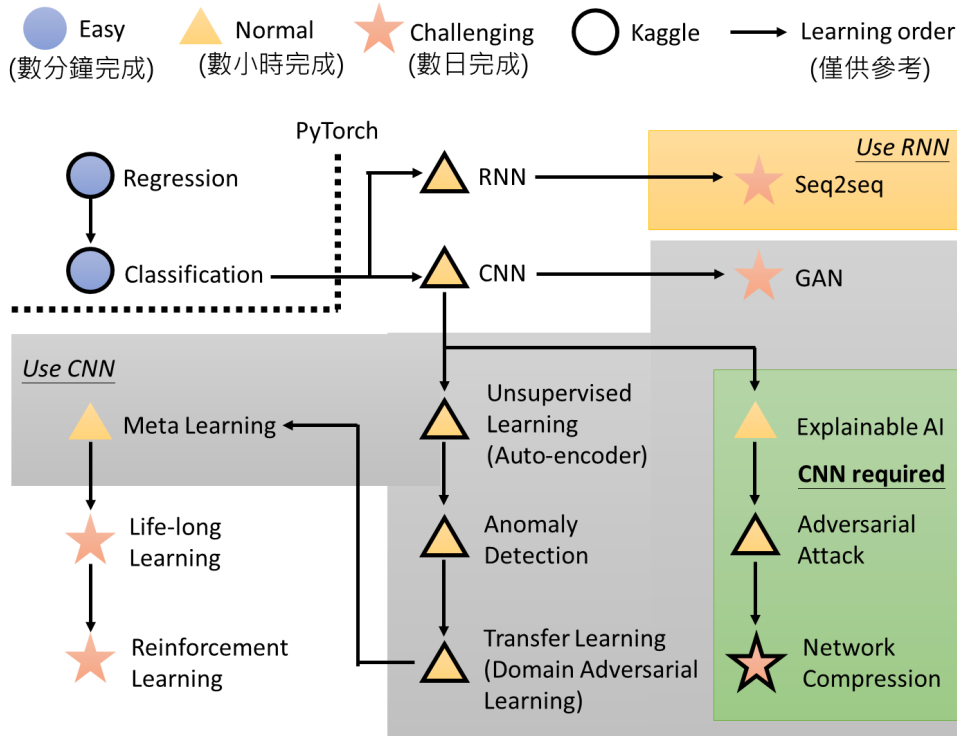 Easy
(數分鐘完成)
Normal
(數小時完成)
Challenging
(數日完成)
Kaggle
Learning order
(僅供參考)
PyTorch
Regression
Classification
RNN
CNN
Use RNN
Seq2seq
GAN
Use CNN
Meta Learning
Life-long
Learning
Reinforcement
Learning
Unsupervised
Learning
(Auto-encoder)
Anomaly
Detection
Transfer Learning
(Domain Adversarial
Learning)
Explainable AI
CNN required
Adversarial
Attack
Network
Compression